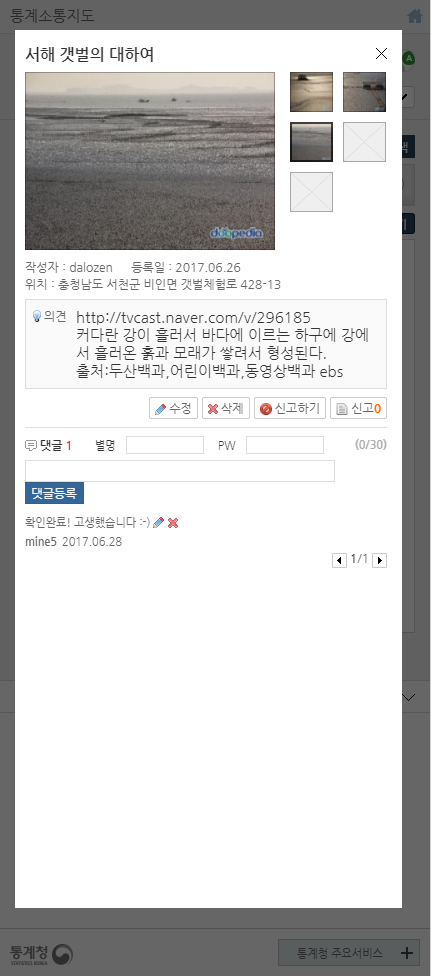 통계소통지도
A
서해 갯벌의 대하여
doopedia
작성자 : dalozen 등록일 : 2017.06.26
위치 : 충청남도 서천군 비인면 갯벌체험로 428-13
의견 http://tvcast.naver.com/v/296185
커다란 강이 흘러서 바다에 이르는 하구에 강에
서 흘러온 흙과 모래가 쌓려서 형성된다.
출처:두산백과,어린이백과,동영상백과 ebs
수정 삭제 신고하기 신고0
댓글 1 별명 PW (0/30)
댓글등록
확인완료! 고생했습니다 :-)
mine5 2017.06.28
1/1
통계청
통계청 주요서비스 +